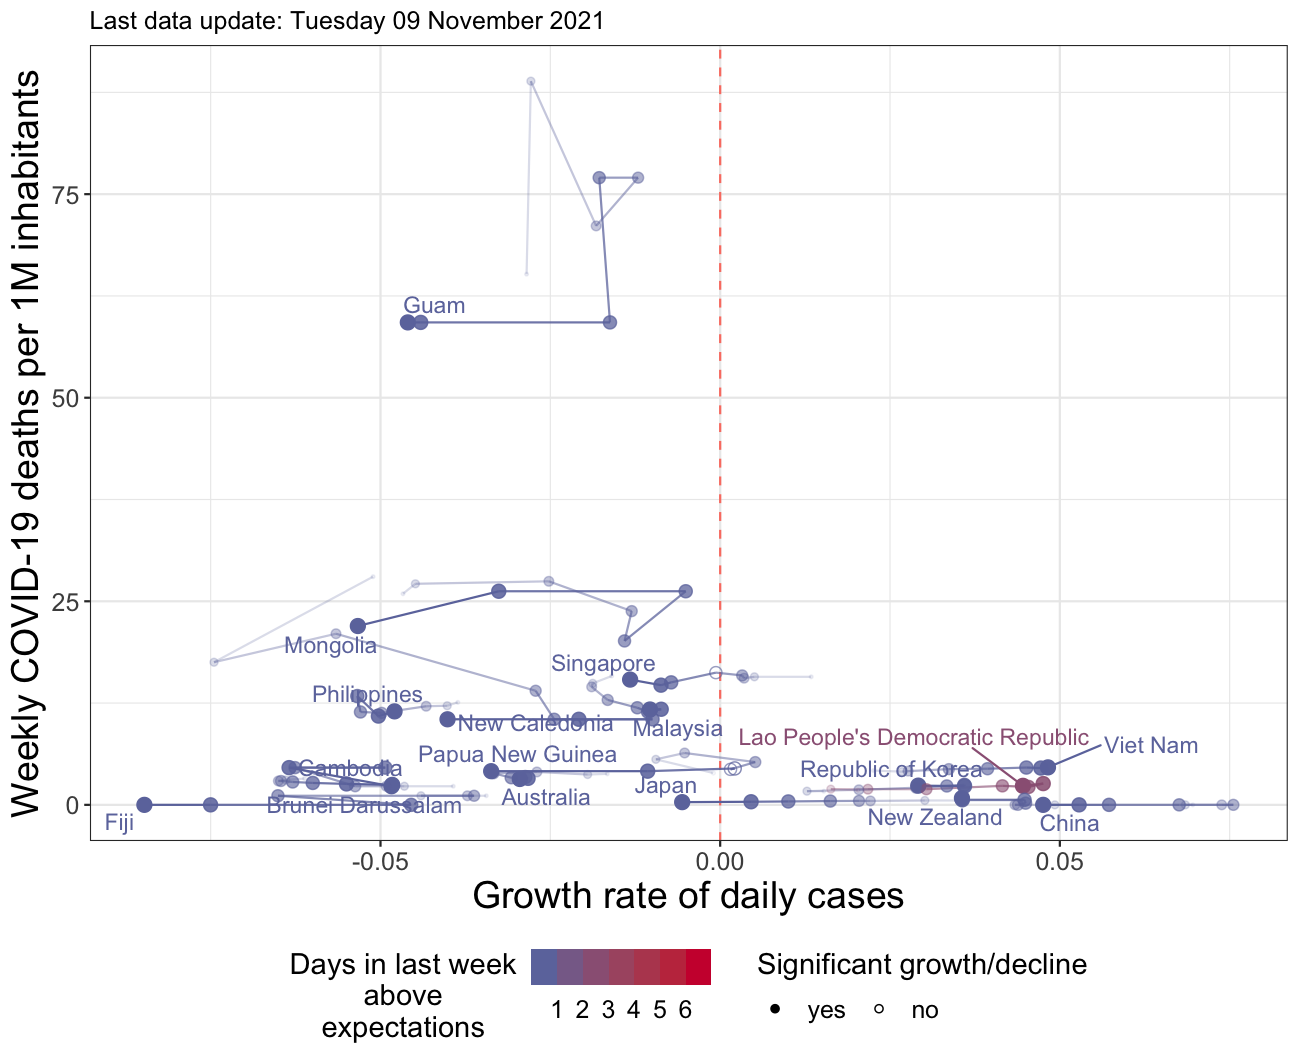 Last data update: Tuesday 09 November 2021
Weekly COVID-19 deaths per 1M inhabitants
75
50
25
0
Guam
Mongolia
Singapore
Philippines
New Caledonia
Malaysia
Lao People's Democratic Republic
Viet Nam
Papua New Guinea
Cambodia
Republic of Korea
Japan
Australia
Brunei Darussalam
New Zealand
Fiji
China
-0.05
0.00
0.05
Growth rate of daily cases
Days in last week
above
expectations
1 2 3 4 5 6
Significant growth/decline
yes
no